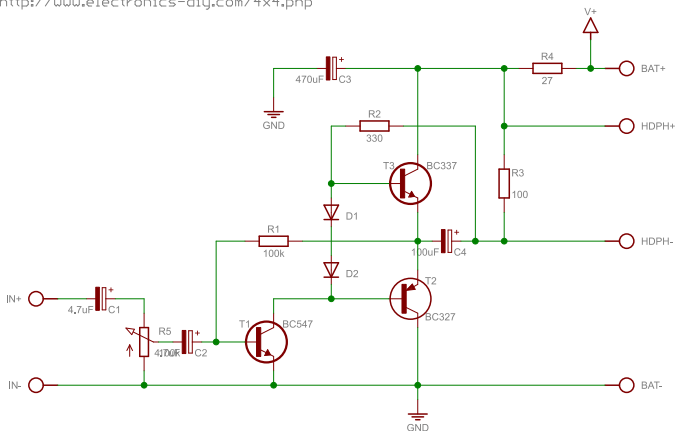 http://www.electronics-diy.com/4x4.php
V+
R4
27
BAT+
470uF
C3
GND
R2
330
HDPH+
T3
BC337
R3
100
D1
R1
100k
100uF
C4
HDPH-
D2
T2
BC327
IN+
4.7uF
C1
R5
C2
T1
BC547
IN-
BAT-
GND